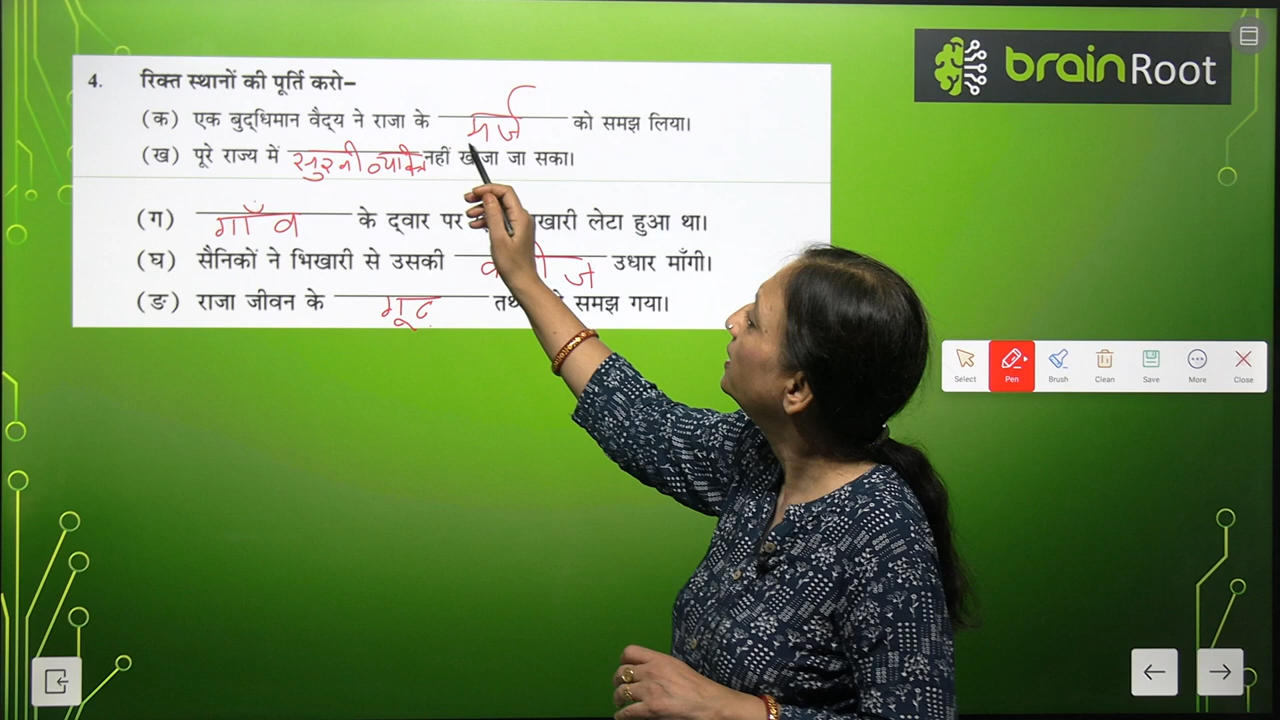 brainRoot
4. रिक्त स्थानों की पूर्ति करो–
(क) एक बुद्धिमान वैद्य ने राजा के मर्ज को समझ लिया।
(ख) पूरे राज्य में सुखी व्यक्ति नहीं खोजा जा सका।
(ग) गाँव के द्वार पर भिखारी लेटा हुआ था।
(घ) सैनिकों ने भिखारी से उसकी उधार माँगी।
(ङ) राजा जीवन के गूढ़ समझ गया।
Select Pen Brush Clean Save More Close